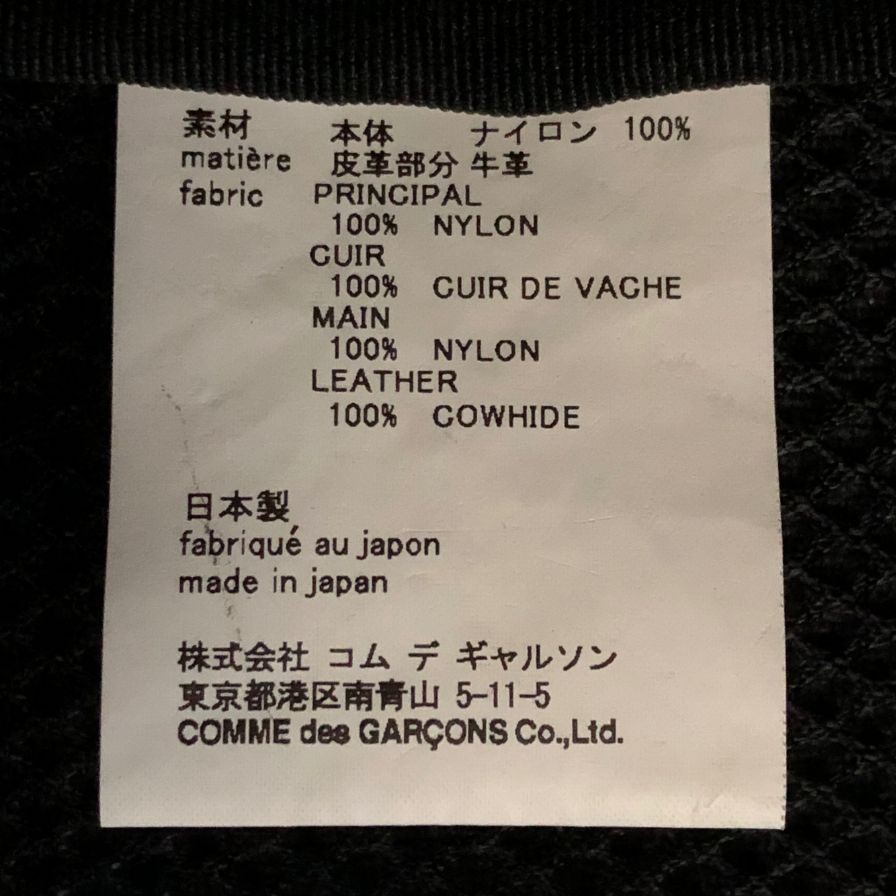 素材 本体 ナイロン 100%
matière 皮革部分 牛革
fabric PRINCIPAL
100% NYLON
CUIR
100% CUIR DE VACHE
MAIN
100% NYLON
LEATHER
100% COWHIDE
日本製
fabriqué au japon
made in japan
株式会社 コム デ ギャルソン
東京都港区南青山 5-11-5
COMME des GARÇONS Co.,Ltd.